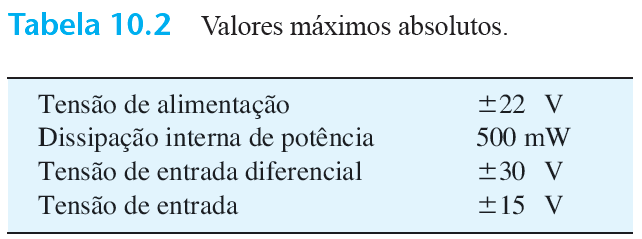 Tabela 10.2 Valores máximos absolutos.
Tensão de alimentação ±22 V
Dissipação interna de potência 500 mW
Tensão de entrada diferencial ±30 V
Tensão de entrada ±15 V